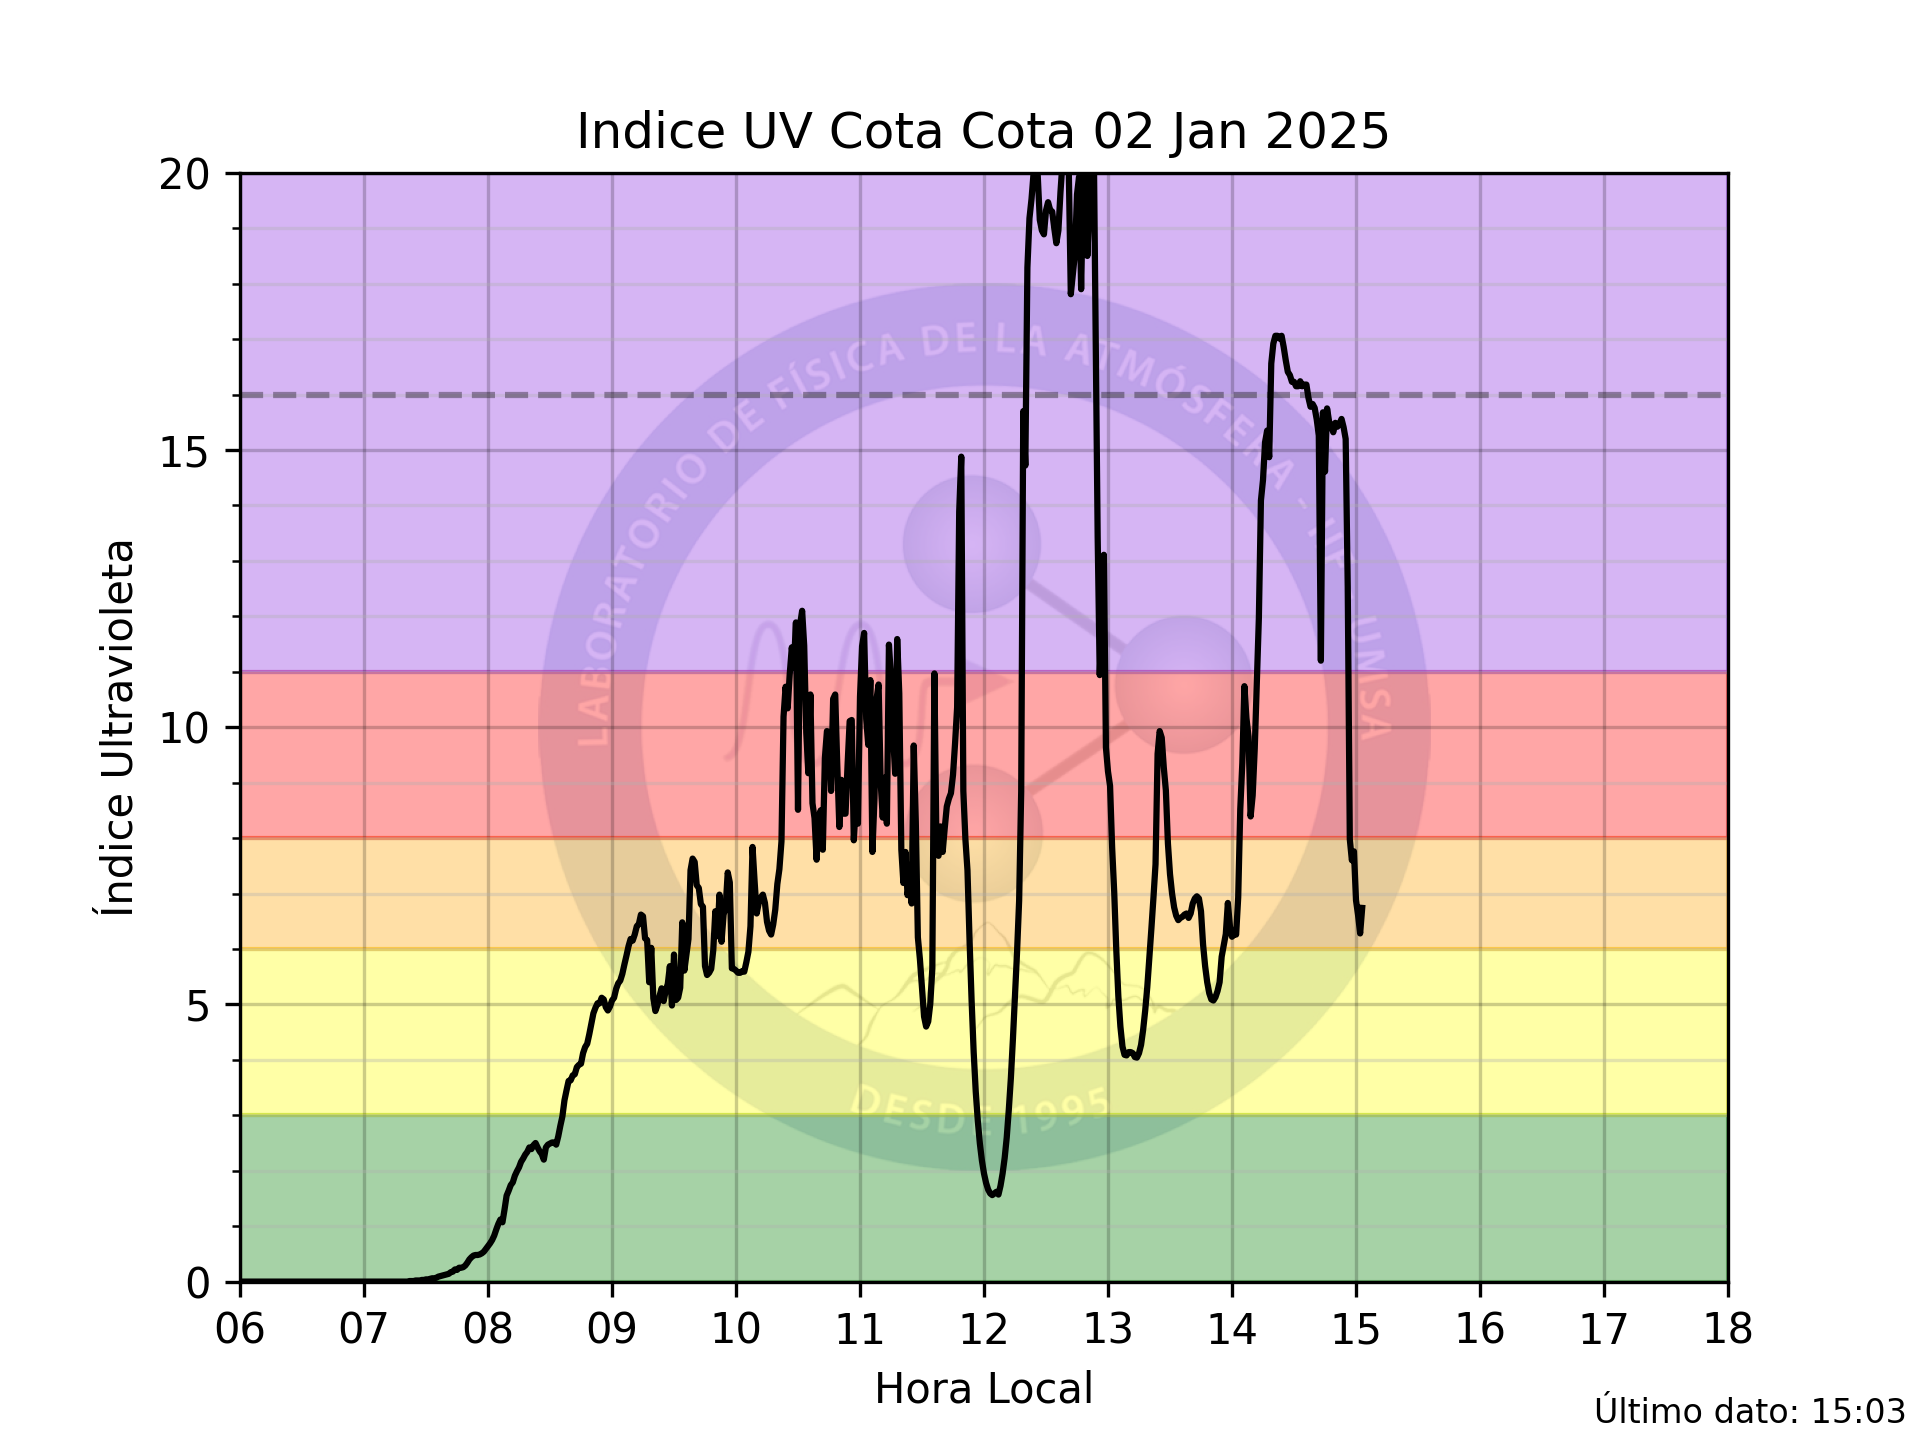 Indice UV Cota Cota 02 Jan 2025
20
15
10
5
0
Índice Ultravioleta
LABORATORIO DE FÍSICA DE LA ATMÓSFERA - IIF - UMSA
DESDE 1995
06 07 08 09 10 11 12 13 14 15 16 17 18
Hora Local
Último dato: 15:03